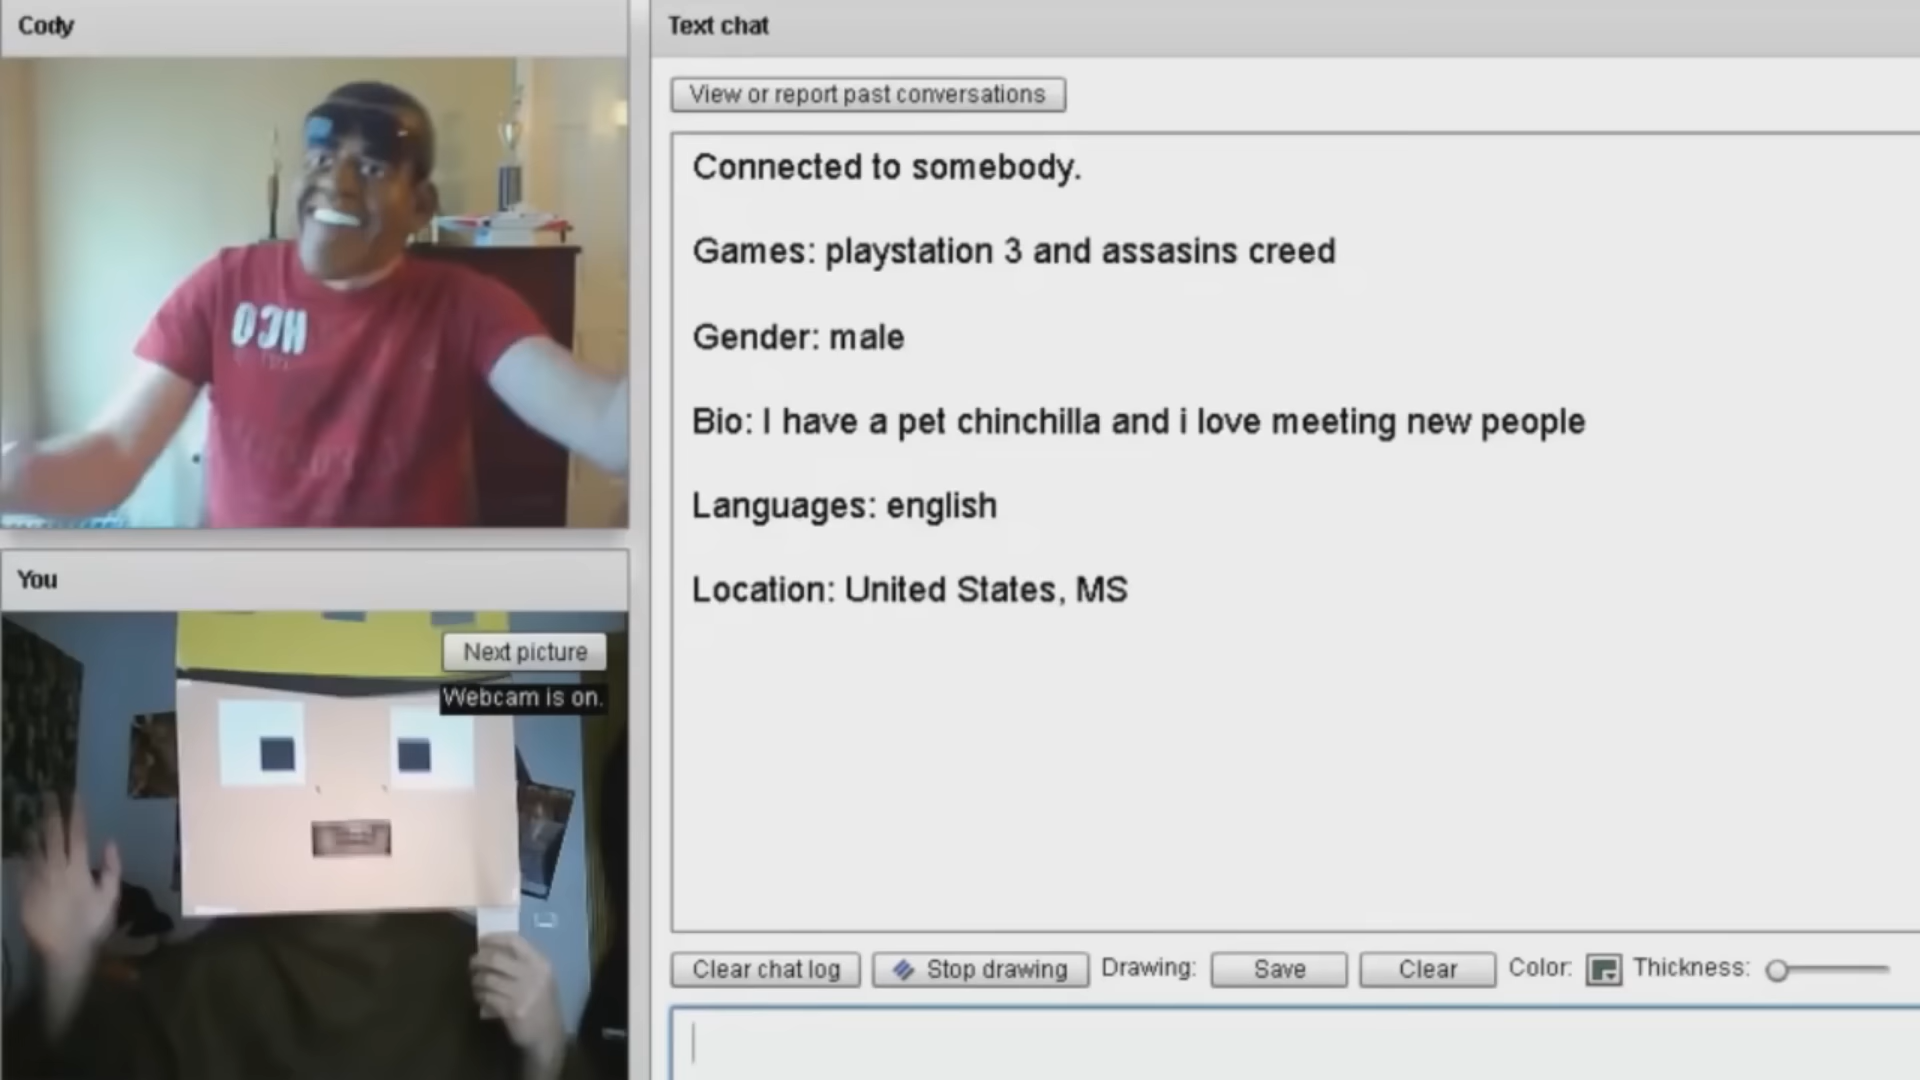 Cody
Text chat
View or report past conversations
Connected to somebody.
Games: playstation 3 and assasins creed
Gender: male
Bio: I have a pet chinchilla and i love meeting new people
Languages: english
Location: United States, MS
You
Next picture
Webcam is on.
Clear chat log
Stop drawing
Drawing:
Save
Clear
Color:
Thickness: